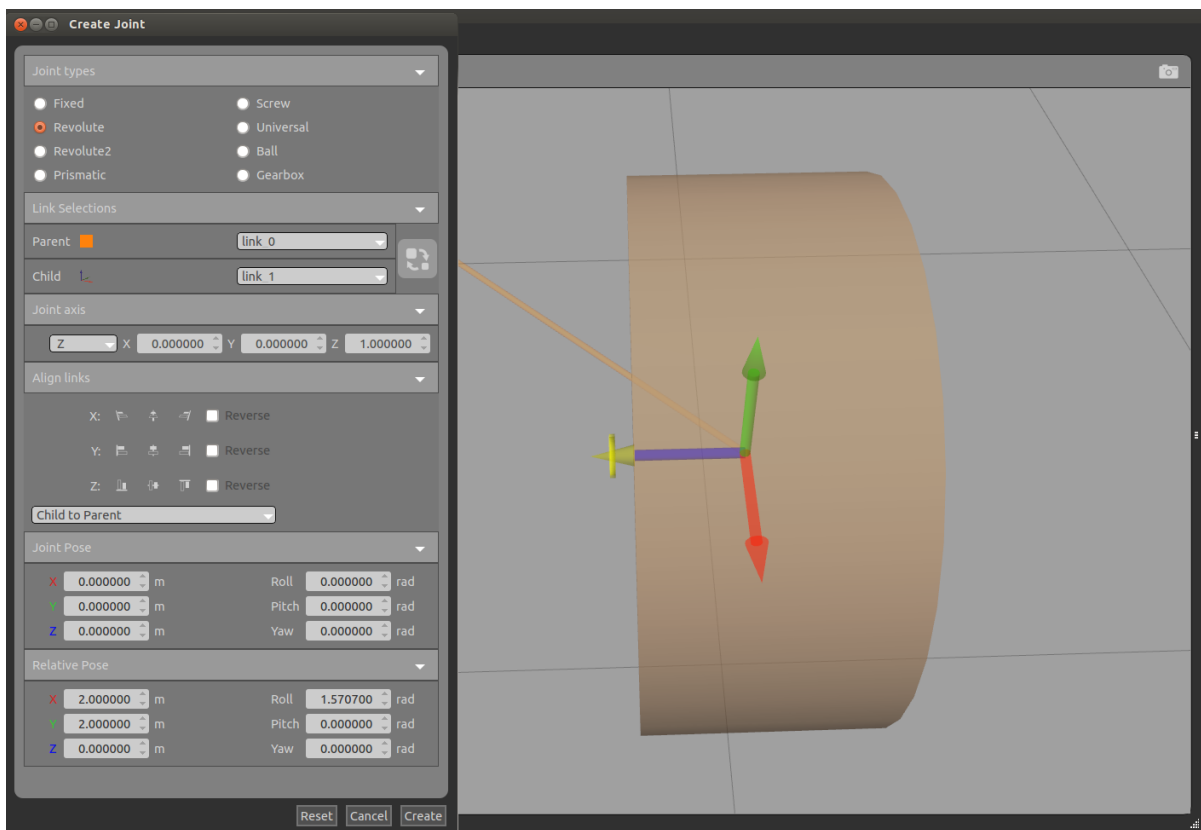 Create Joint
Joint types
Fixed Screw
Revolute Universal
Revolute2 Ball
Prismatic Gearbox
Link Selections
Parent link_0
Child link_1
Joint axis
Z X 0.000000 Y 0.000000 Z 1.000000
Align links
X: Reverse
Y: Reverse
Z: Reverse
Child to Parent
Joint Pose
X 0.000000 m Roll 0.000000 rad
Y 0.000000 m Pitch 0.000000 rad
Z 0.000000 m Yaw 0.000000 rad
Relative Pose
X 2.000000 m Roll 1.570700 rad
Y 2.000000 m Pitch 0.000000 rad
Z 0.000000 m Yaw 0.000000 rad
Reset Cancel Create